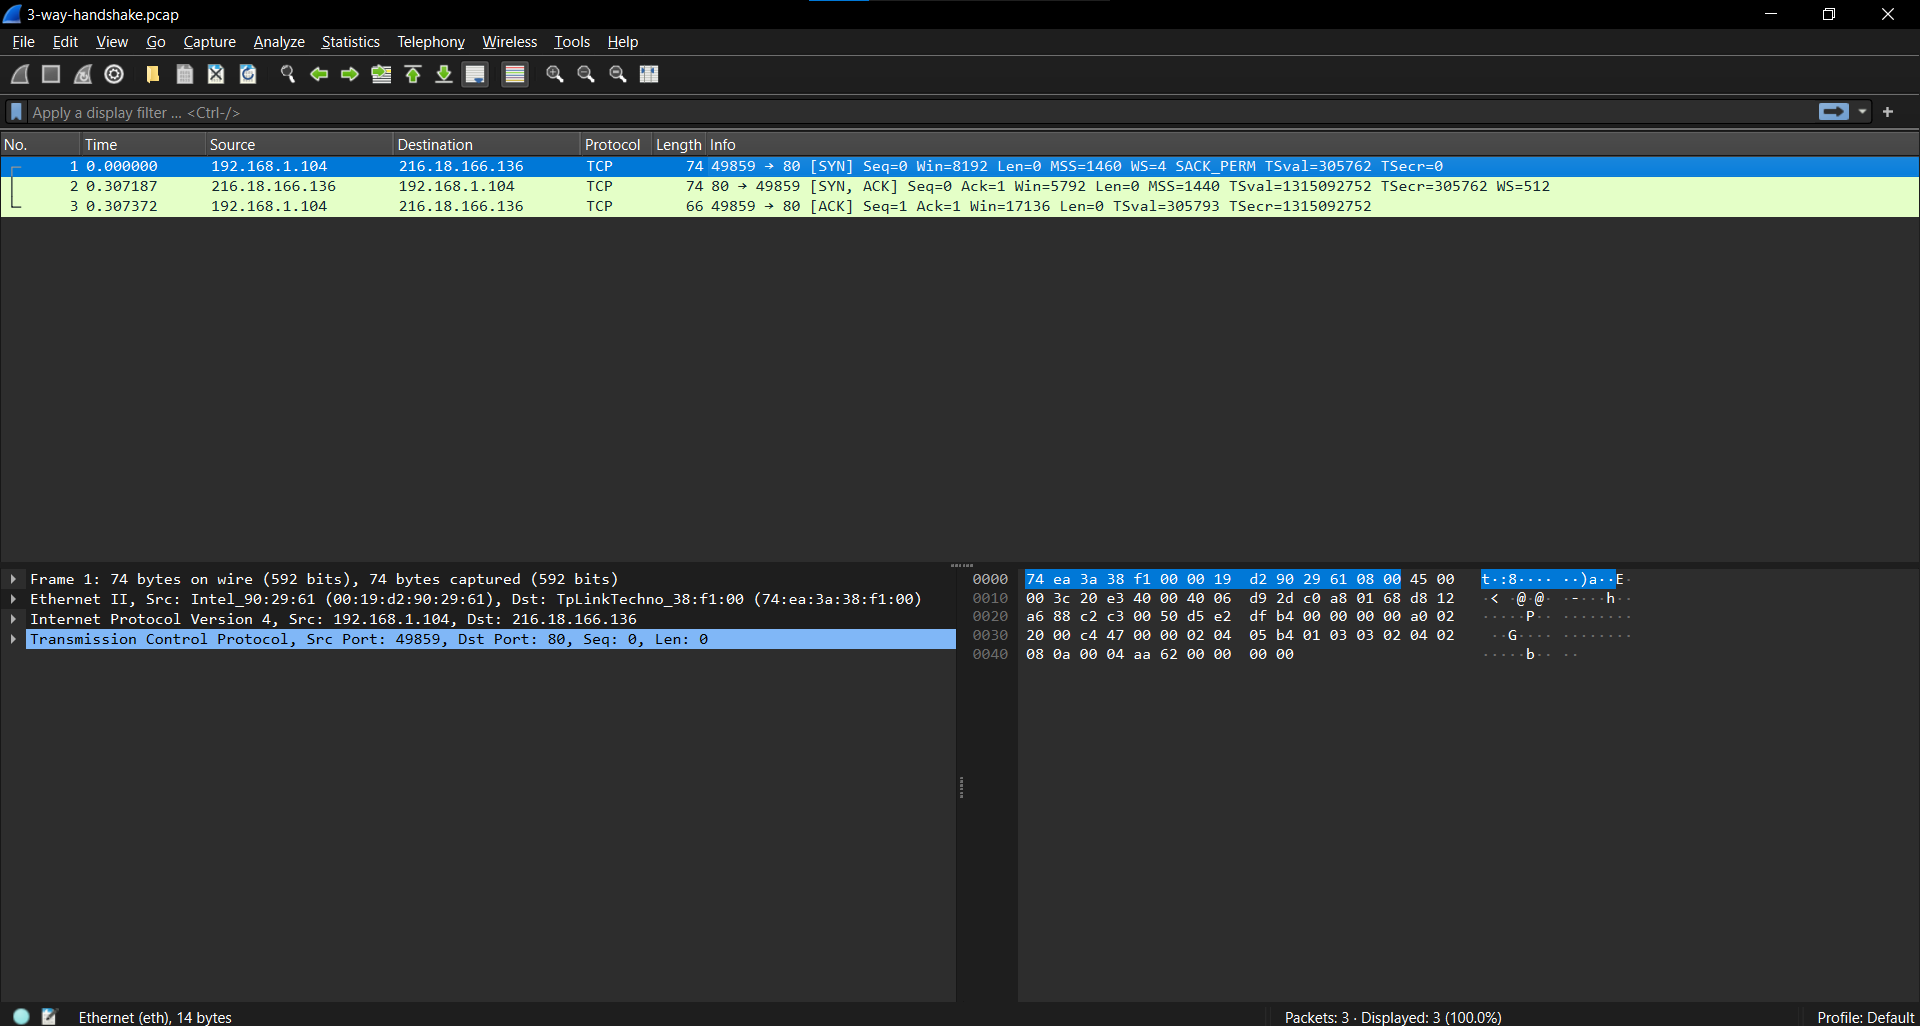 3-way-handshake.pcap
File Edit View Go Capture Analyze Statistics Telephony Wireless Tools Help
Apply a display filter ... <Ctrl-/>
No. Time Source Destination Protocol Length Info
1 0.000000 192.168.1.104 216.18.166.136 TCP 74 49859 → 80 [SYN] Seq=0 Win=8192 Len=0 MSS=1460 WS=4 SACK_PERM TSval=305762 TSecr=0
2 0.307187 216.18.166.136 192.168.1.104 TCP 74 80 → 49859 [SYN, ACK] Seq=0 Ack=1 Win=5792 Len=0 MSS=1440 TSval=1315092752 TSecr=305762 WS=512
3 0.307372 192.168.1.104 216.18.166.136 TCP 66 49859 → 80 [ACK] Seq=1 Ack=1 Win=17136 Len=0 TSval=305793 TSecr=1315092752
Frame 1: 74 bytes on wire (592 bits), 74 bytes captured (592 bits)
Ethernet II, Src: Intel_90:29:61 (00:19:d2:90:29:61), Dst: TpLinkTechno_38:f1:00 (74:ea:3a:38:f1:00)
Internet Protocol Version 4, Src: 192.168.1.104, Dst: 216.18.166.136
Transmission Control Protocol, Src Port: 49859, Dst Port: 80, Seq: 0, Len: 0
0000 74 ea 3a 38 f1 00 00 19 d2 90 29 61 08 00 45 00 t·:8···· ··)a··E·
0010 00 3c 20 e3 40 00 40 06 d9 2d c0 a8 01 68 d8 12 ·< ·@·@· ·-···h··
0020 a6 88 c2 c3 00 50 d5 e2 df b4 00 00 00 00 a0 02 ·····P·· ········
0030 20 00 c4 47 00 00 02 04 05 b4 01 03 03 02 04 02 ··G···· ········
0040 08 0a 00 04 aa 62 00 00 00 00 ·····b·· ··
Ethernet (eth), 14 bytes
Packets: 3 · Displayed: 3 (100.0%)
Profile: Default